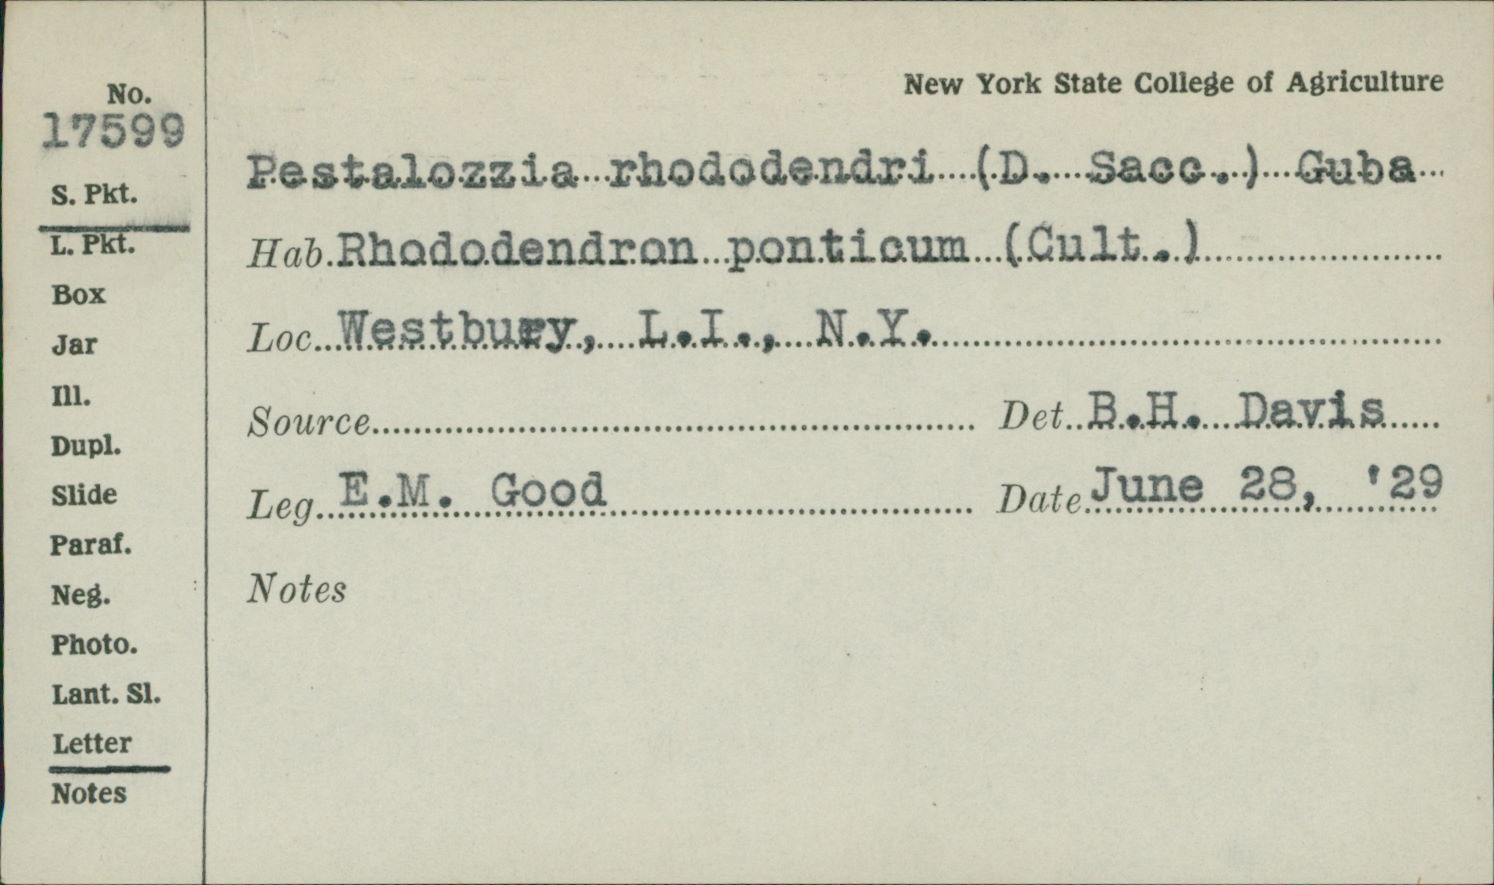 New York State College of Agriculture
No.
17599
S. Pkt.
L. Pkt.
Box
Jar
Ill.
Dupl.
Slide
Paraf.
Neg.
Photo.
Lant. Sl.
Letter
Notes
Pestalozzia rhododendri (D. Sacc.) Guba
Hab. Rhododendron ponticum (Cult.)
Loc. Westbury, L.I., N.Y.
Source Det. B.H. Davis
Leg. E.M. Good Date June 28, '29
Notes